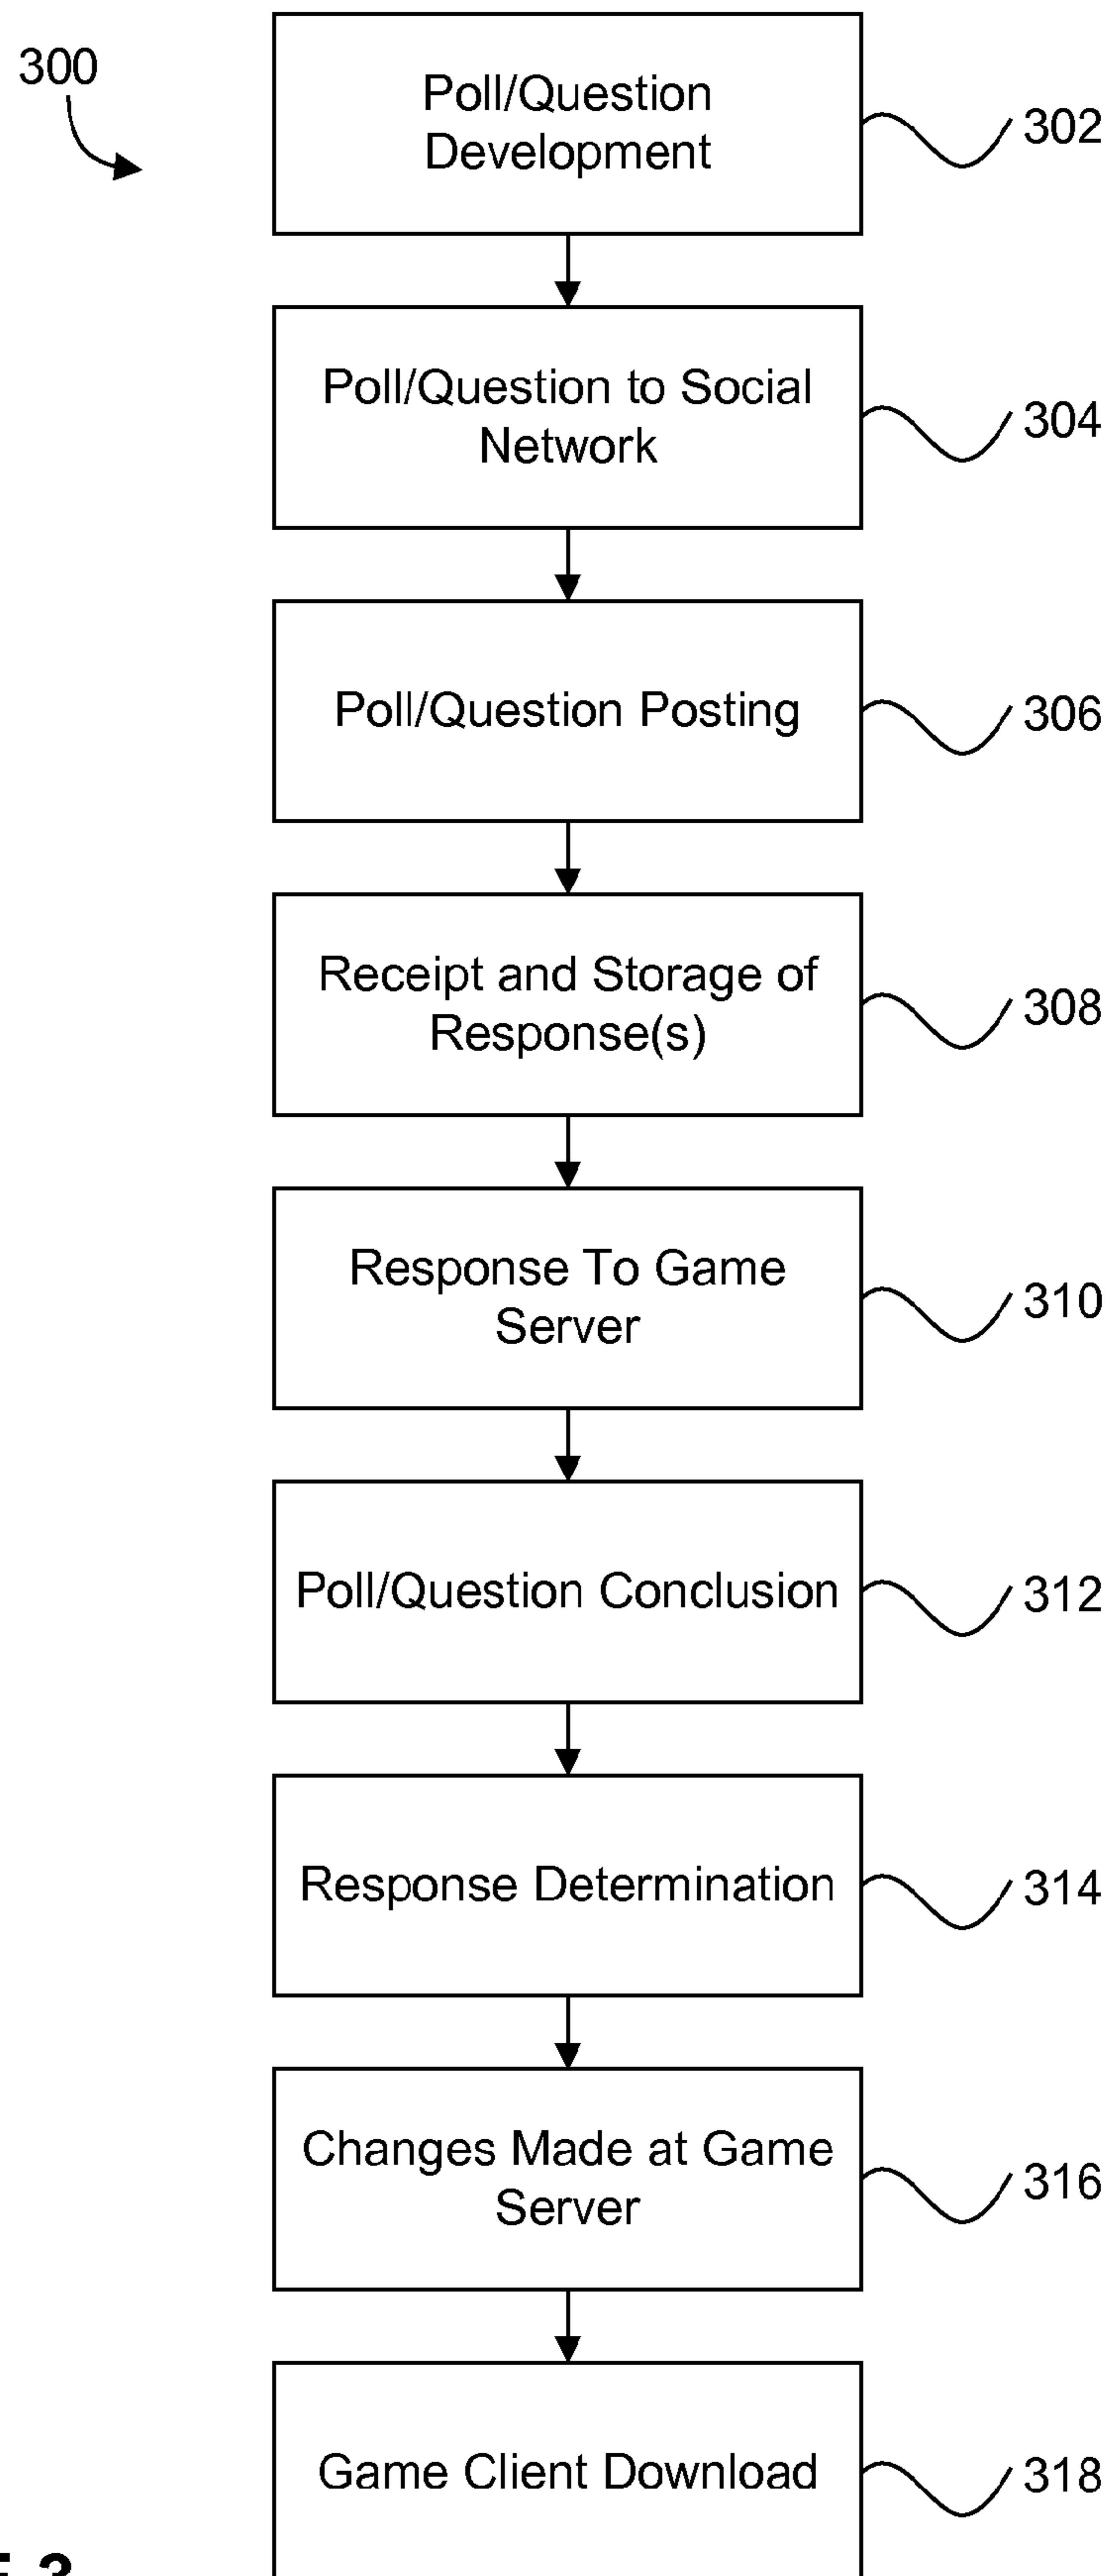 300
Poll/Question
Development
302
Poll/Question to Social
Network
304
Poll/Question Posting
306
Receipt and Storage of
Response(s)
308
Response To Game
Server
310
Poll/Question Conclusion
312
Response Determination
314
Changes Made at Game
Server
316
Game Client Download
318
3